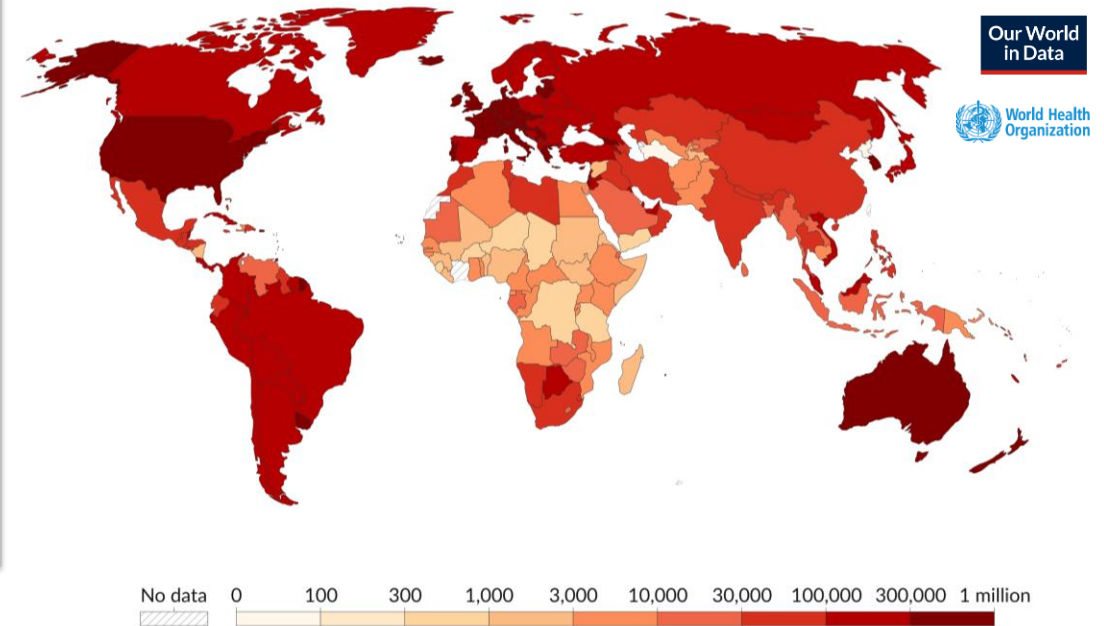 Our World
in Data
World Health
Organization
No data 0 100 300 1,000 3,000 10,000 30,000 100,000 300,000 1 million